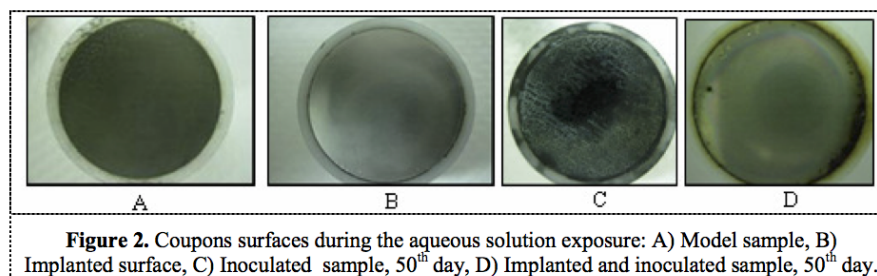 A B C D
Figure 2. Coupons surfaces during the aqueous solution exposure: A) Model sample, B)
Implanted surface, C) Inoculated sample, 50th day, D) Implanted and inoculated sample, 50th day.